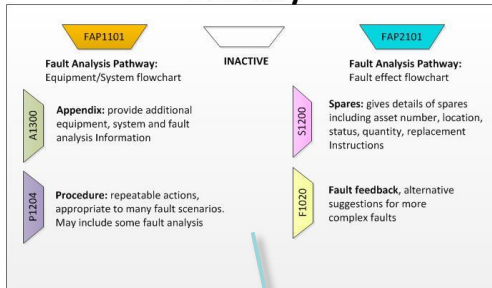 FAP1101
Fault Analysis Pathway:
Equipment/System flowchart
INACTIVE
FAP2101
Fault Analysis Pathway:
Fault effect flowchart
A1300
Appendix: provide additional
equipment, system and fault
analysis Information
S1200
Spares: gives details of spares
including asset number, location,
status, quantity, replacement
Instructions
P1204
Procedure: repeatable actions,
appropriate to many fault scenarios.
May include some fault analysis
F1020
Fault feedback, alternative
suggestions for more
complex faults